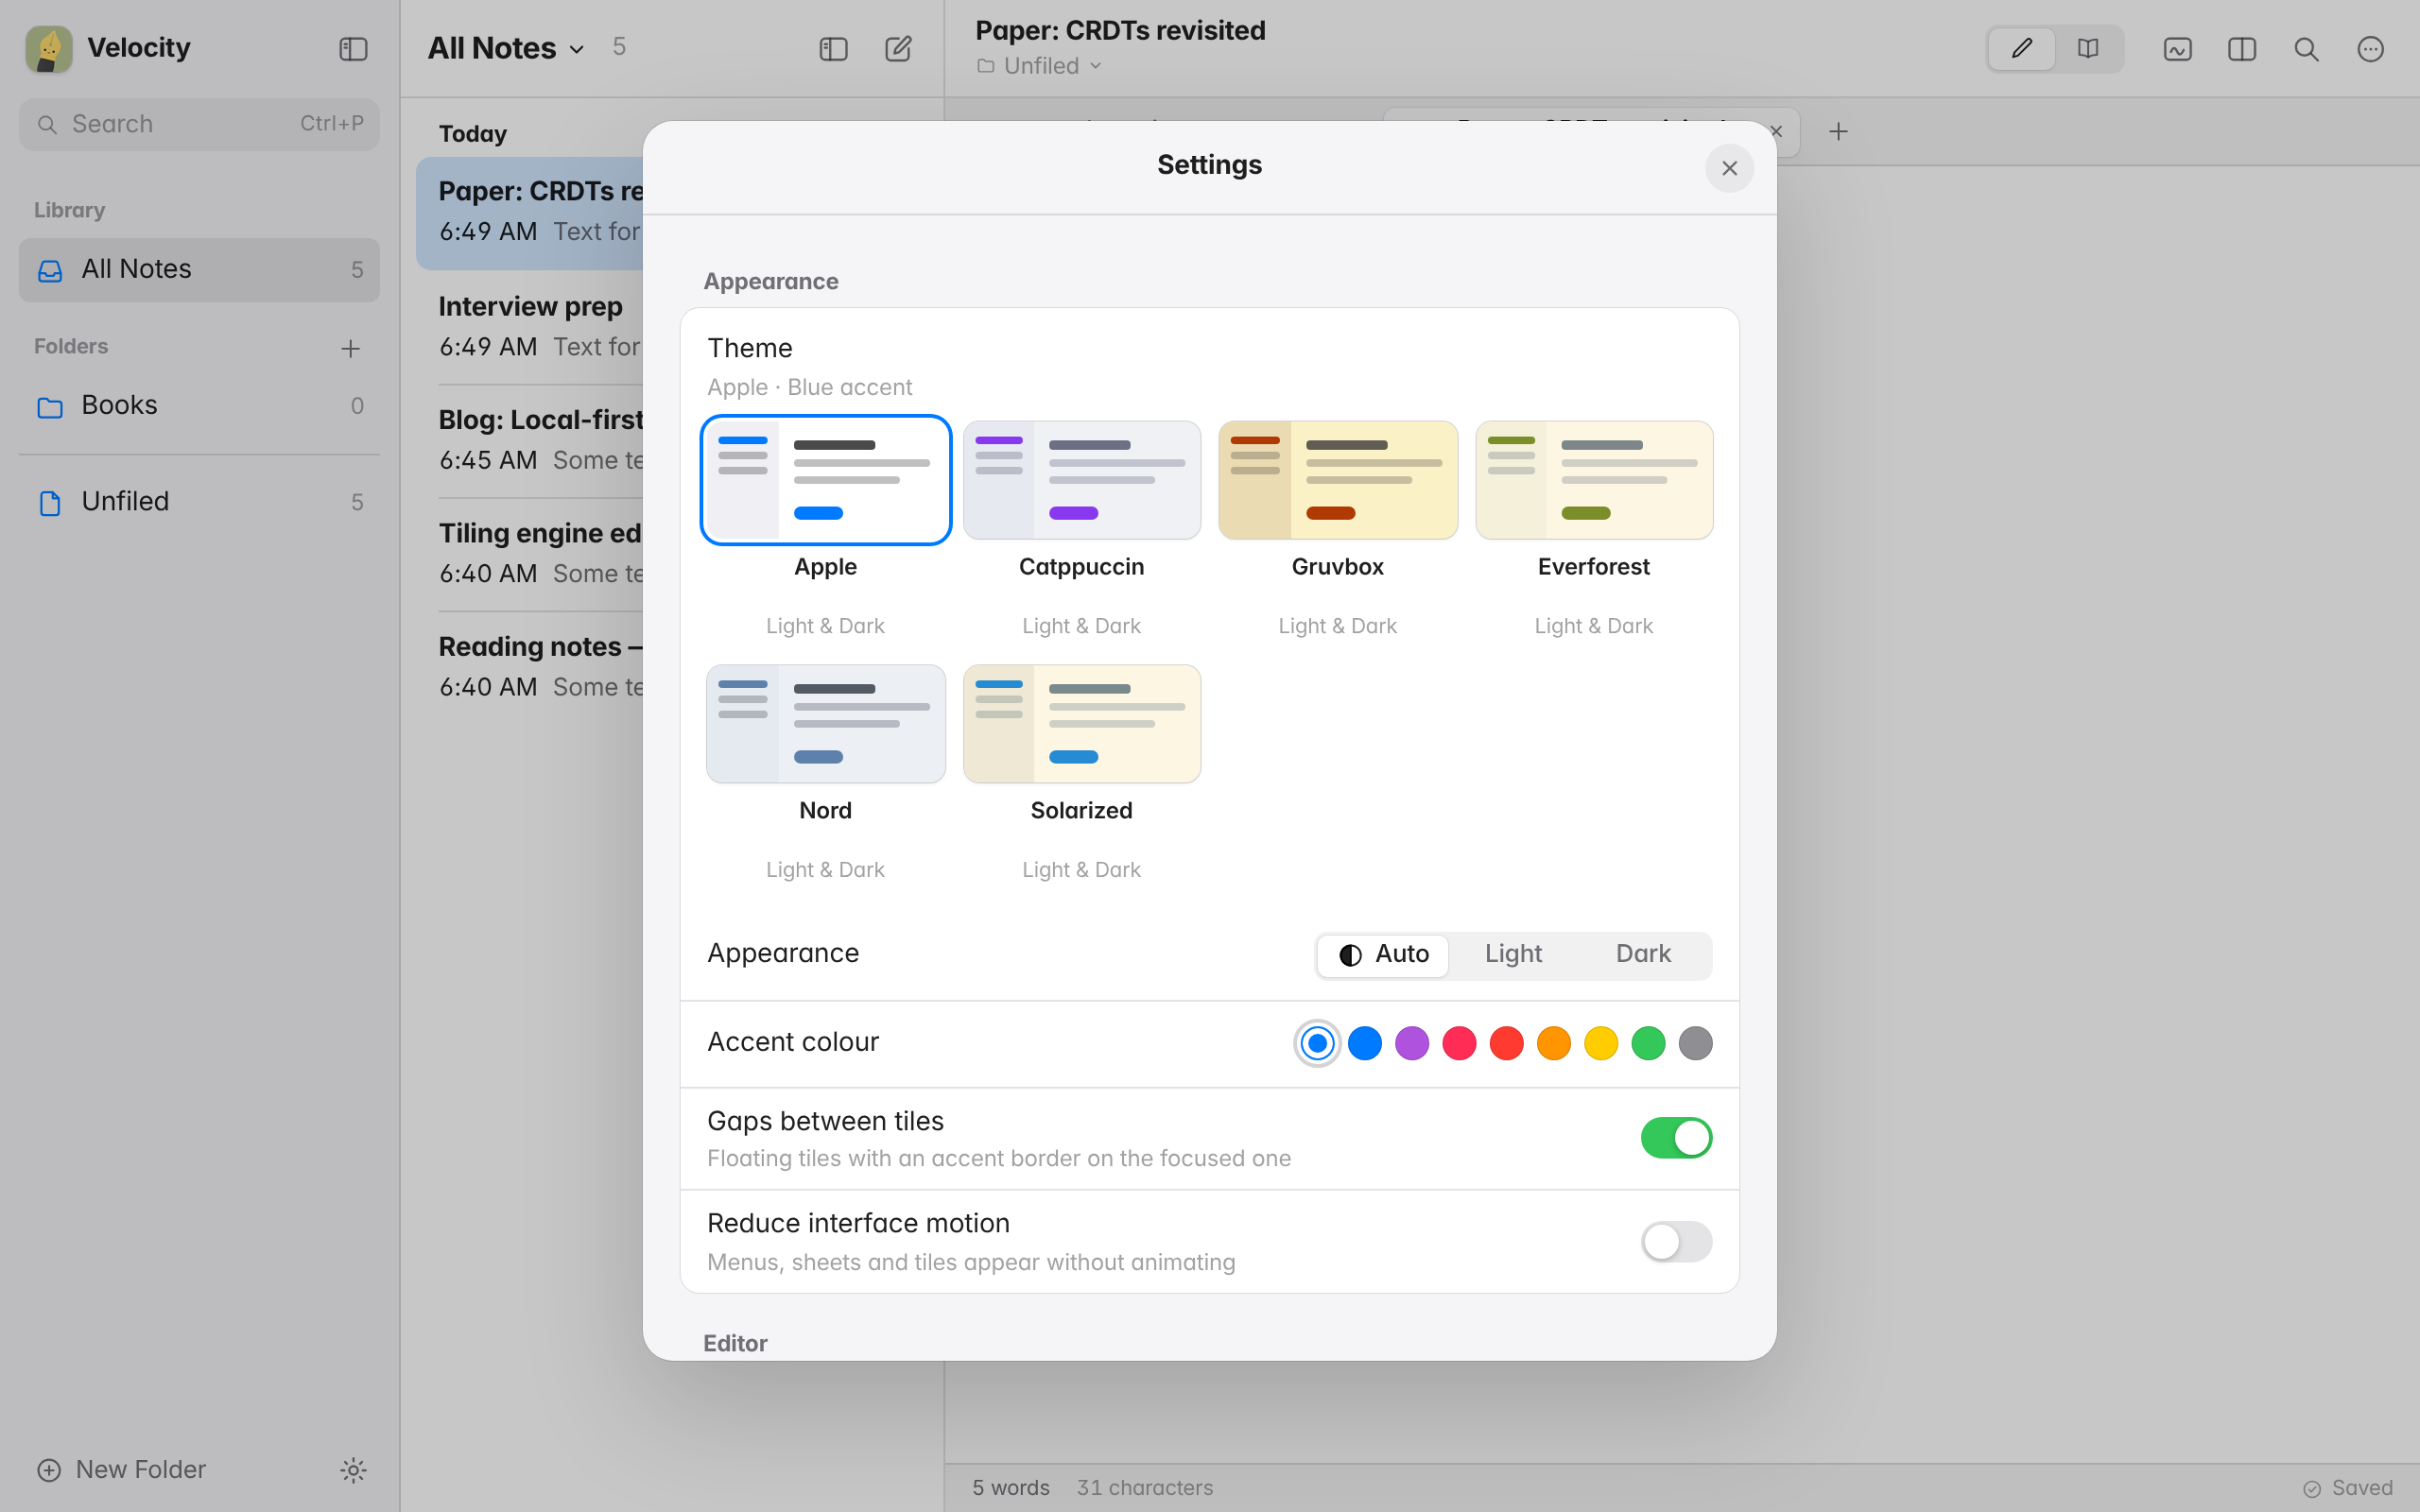 Velocity
Search Ctrl+P
Library
All Notes 5
Folders
Books 0
Unfiled 5
New Folder
All Notes 5
Today
Paper: CRDTs re
6:49 AM Text for
Interview prep
6:49 AM Text for
Blog: Local-first
6:45 AM Some te
Tiling engine ed
6:40 AM Some te
Reading notes –
6:40 AM Some te
Paper: CRDTs revisited
Unfiled
Settings
Appearance
Theme
Apple · Blue accent
Apple Catppuccin Gruvbox Everforest
Light & Dark Light & Dark Light & Dark Light & Dark
Nord Solarized
Light & Dark Light & Dark
Appearance Auto Light Dark
Accent colour
Gaps between tiles
Floating tiles with an accent border on the focused one
Reduce interface motion
Menus, sheets and tiles appear without animating
Editor
5 words 31 characters Saved